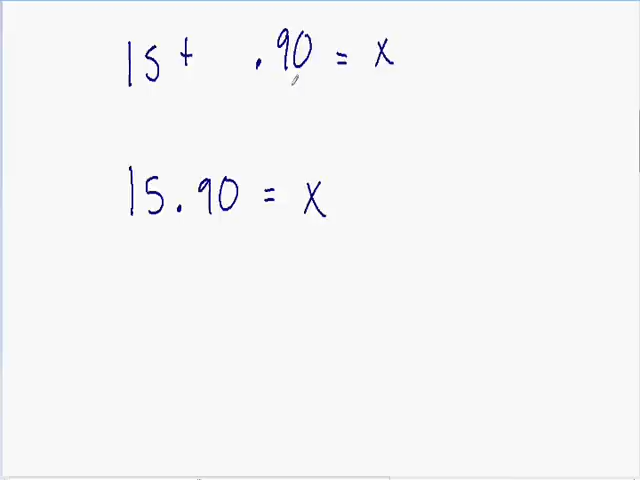 15 + .90 = x
15.90 = x